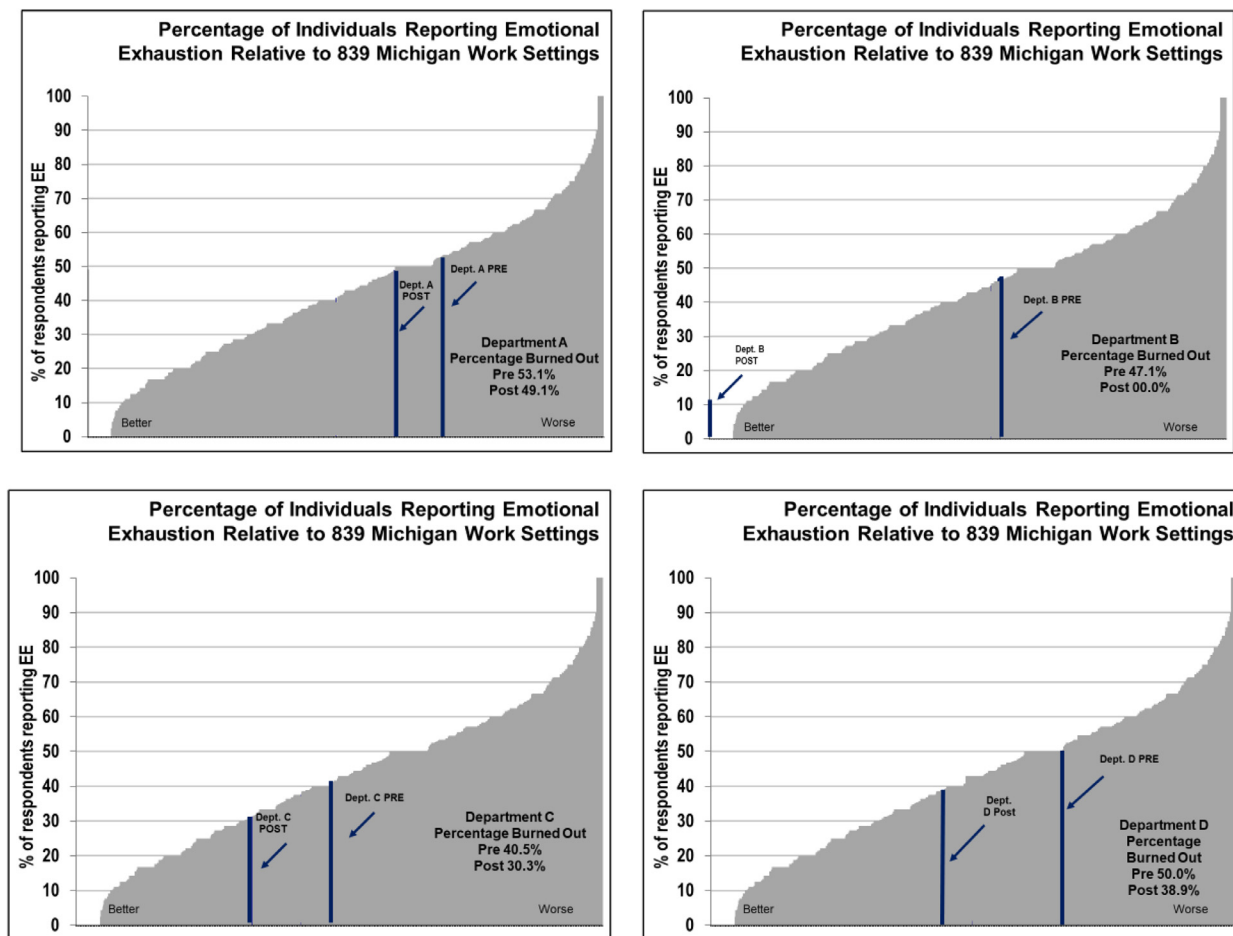 Percentage of Individuals Reporting Emotional
Exhaustion Relative to 839 Michigan Work Settings
% of respondents reporting EE
100
90
80
70
60
50
40
30
20
10
0
Dept. A
POST
Dept. A PRE
Department A
Percentage Burned Out
Pre 53.1%
Post 49.1%
Better
Worse
Percentage of Individuals Reporting Emotional
Exhaustion Relative to 839 Michigan Work Settings
% of respondents reporting EE
100
90
80
70
60
50
40
30
20
10
0
Dept. B
POST
Dept. B PRE
Department B
Percentage Burned Out
Pre 47.1%
Post 00.0%
Better
Worse
Percentage of Individuals Reporting Emotional
Exhaustion Relative to 839 Michigan Work Settings
% of respondents reporting EE
100
90
80
70
60
50
40
30
20
10
0
Dept. C
POST
Dept. C PRE
Department C
Percentage Burned Out
Pre 40.5%
Post 30.3%
Better
Worse
Percentage of Individuals Reporting Emotional
Exhaustion Relative to 839 Michigan Work Settings
% of respondents reporting EE
100
90
80
70
60
50
40
30
20
10
0
Dept.
D Post
Dept. D PRE
Department D
Percentage
Burned Out
Pre 50.0%
Post 38.9%
Better
Worse